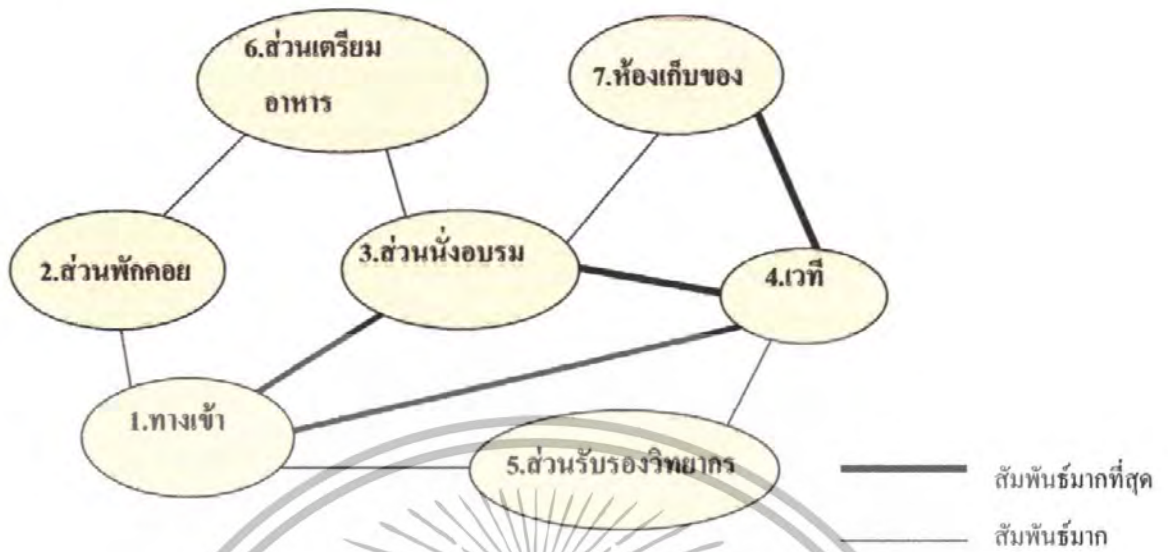 6.ส่วนเตรียม
อาหาร
7.ห้องเก็บของ
2.ส่วนพักคอย
3.ส่วนนั่งอบรม
4.เวที
1.ทางเข้า
5.ส่วนรับรองวิทยากร
สัมพันธ์มากที่สุด
สัมพันธ์มาก